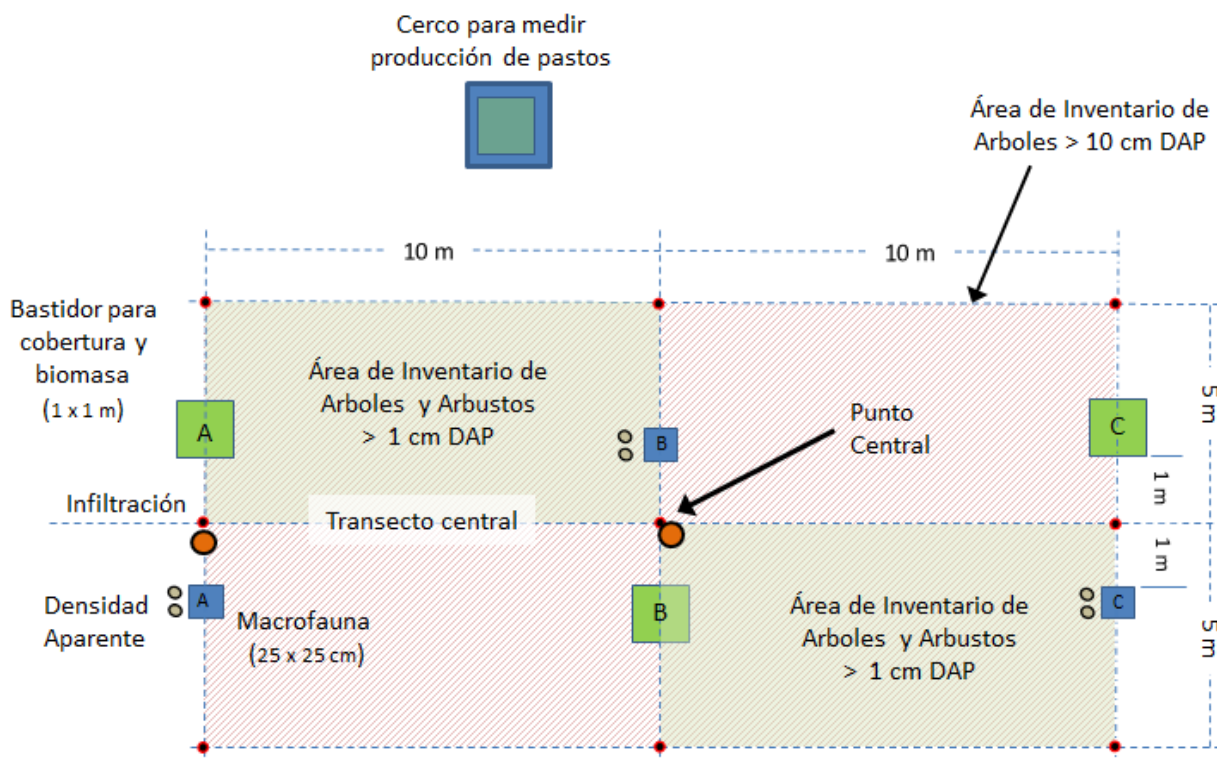 Cerco para medir
producción de pastos
Área de Inventario de
Arboles > 10 cm DAP
10 m
10 m
Bastidor para
cobertura y
biomasa
(1 x 1 m)
Área de Inventario de
Arboles y Arbustos
> 1 cm DAP
A
B
Punto
Central
C
5 m
1 m
Infiltración
Transecto central
1 m
Densidad
Aparente
A
Macrofauna
(25 x 25 cm)
B
Área de Inventario de
Arboles y Arbustos
> 1 cm DAP
C
5 m